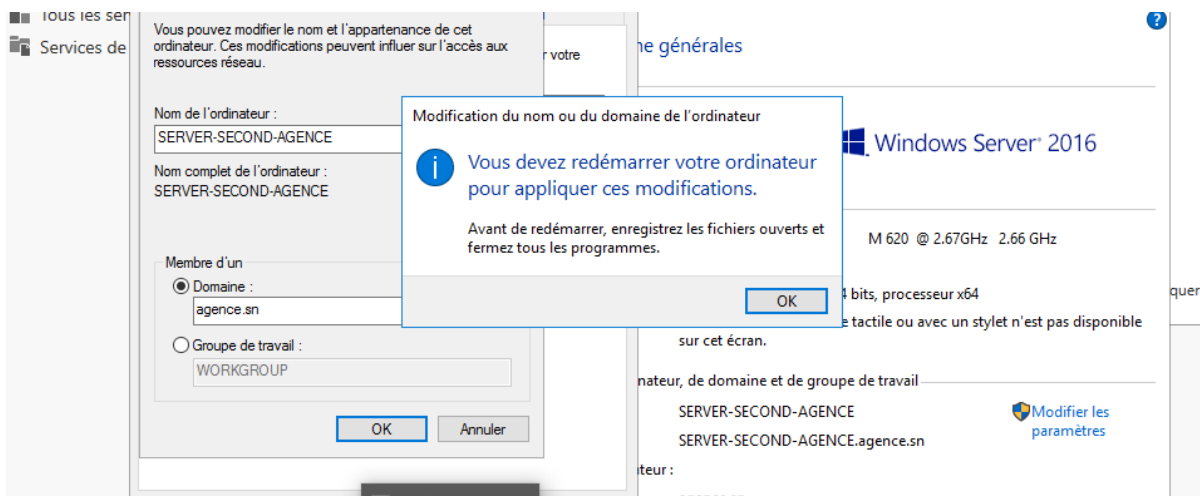 Tous les ser
Services de
Vous pouvez modifier le nom et l'appartenance de cet
ordinateur. Ces modifications peuvent influer sur l'accès aux
ressources réseau.
Nom de l'ordinateur :
SERVER-SECOND-AGENCE
Nom complet de l'ordinateur :
SERVER-SECOND-AGENCE
Membre d'un
Domaine :
agence.sn
Groupe de travail :
WORKGROUP
OK
Annuler
r votre
Modification du nom ou du domaine de l'ordinateur
Vous devez redémarrer votre ordinateur
pour appliquer ces modifications.
Avant de redémarrer, enregistrez les fichiers ouverts et
fermez tous les programmes.
OK
ne générales
Windows Server® 2016
M 620 @ 2.67GHz 2.66 GHz
4 bits, processeur x64
e tactile ou avec un stylet n'est pas disponible
sur cet écran.
nateur, de domaine et de groupe de travail
SERVER-SECOND-AGENCE
Modifier les
paramètres
SERVER-SECOND-AGENCE.agence.sn
ateur :
quer